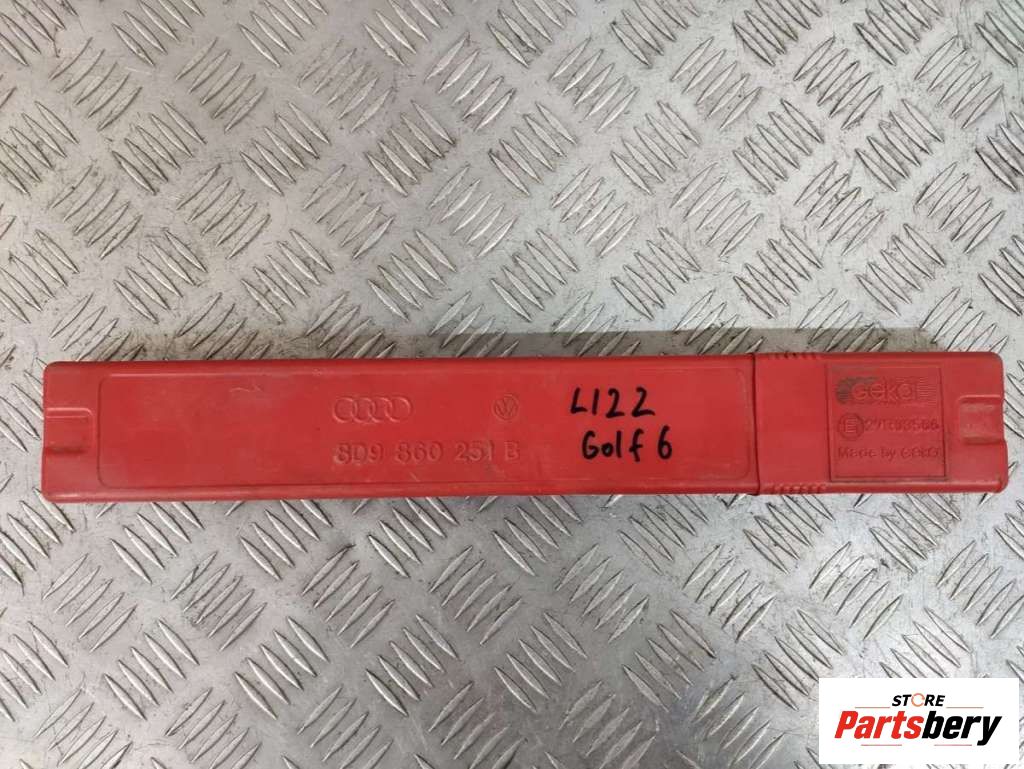 8D9 860 251 B
L122
Golf 6
Geko
E
Made by GEKO
STORE
Partsbery